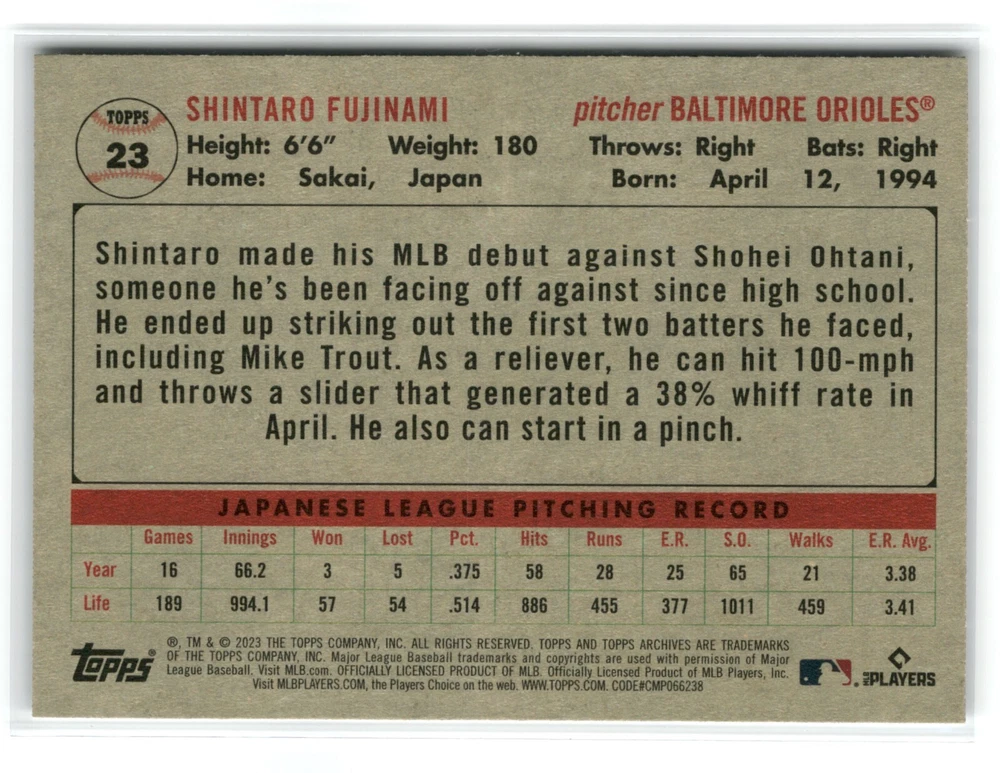 TOPPS
23
SHINTARO FUJINAMI pitcher BALTIMORE ORIOLES®
Height: 6'6" Weight: 180 Throws: Right Bats: Right
Home: Sakai, Japan Born: April 12, 1994
Shintaro made his MLB debut against Shohei Ohtani,
someone he's been facing off against since high school.
He ended up striking out the first two batters he faced,
including Mike Trout. As a reliever, he can hit 100-mph
and throws a slider that generated a 38% whiff rate in
April. He also can start in a pinch.
JAPANESE LEAGUE PITCHING RECORD
Games Innings Won Lost Pct. Hits Runs E.R. S.O. Walks E.R. Avg.
Year 16 66.2 3 5 .375 58 28 25 65 21 3.38
Life 189 994.1 57 54 .514 886 455 377 1011 459 3.41
topps®
®, TM & © 2023 THE TOPPS COMPANY, INC. ALL RIGHTS RESERVED. TOPPS AND TOPPS ARCHIVES ARE TRADEMARKS
OF THE TOPPS COMPANY, INC. Major League Baseball trademarks and copyrights are used with permission of Major
League Baseball. Visit MLB.com. OFFICIALLY LICENSED PRODUCT OF MLB. Officially Licensed Product of MLB Players, Inc.
Visit MLBPLAYERS.COM, the Players Choice on the web. WWW.TOPPS.COM. CODE#CMP066238
MLB PLAYERS